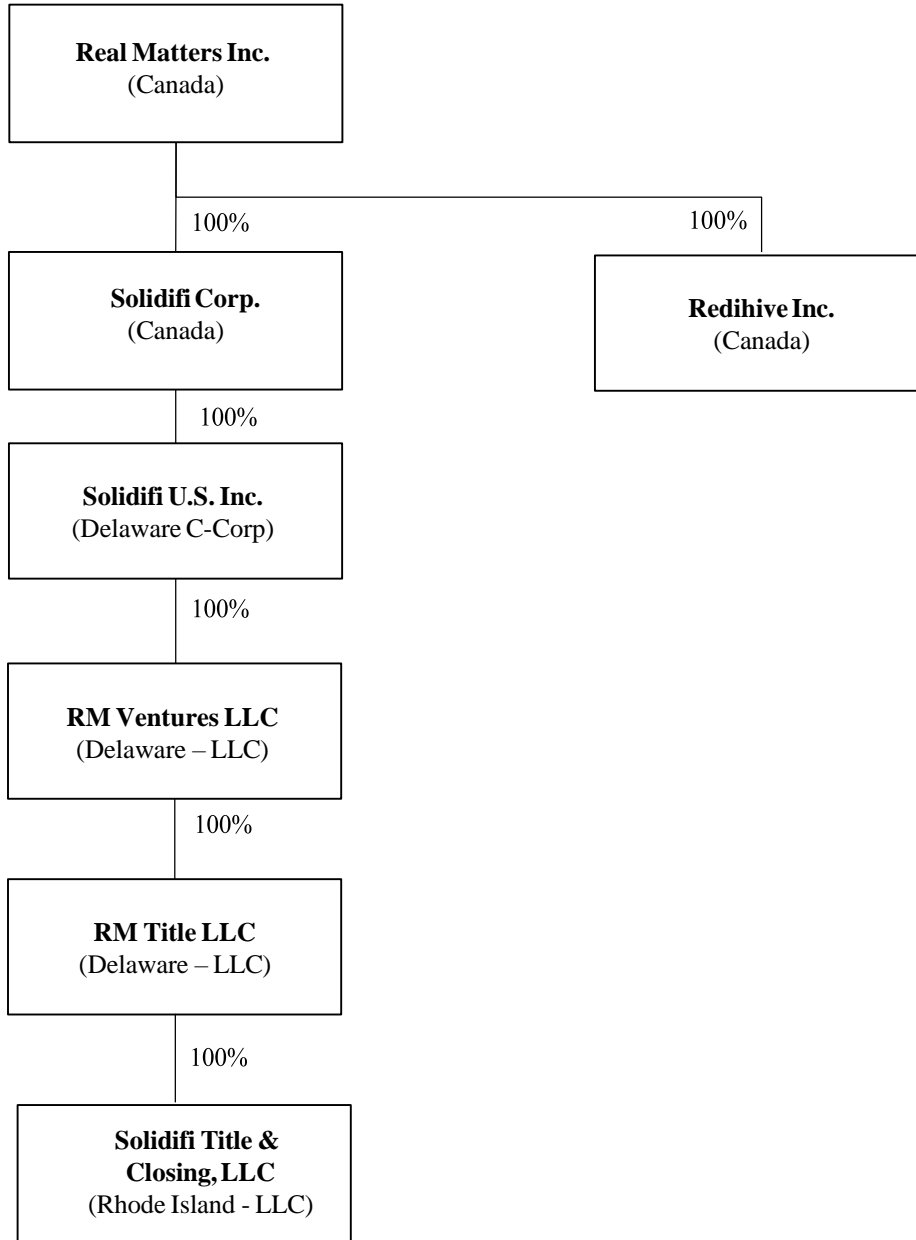 Real Matters Inc.
(Canada)
100%
100%
Solidifi Corp.
(Canada)
Redihive Inc.
(Canada)
100%
Solidifi U.S. Inc.
(Delaware C-Corp)
100%
RM Ventures LLC
(Delaware – LLC)
100%
RM Title LLC
(Delaware – LLC)
100%
Solidifi Title &
Closing, LLC
(Rhode Island - LLC)